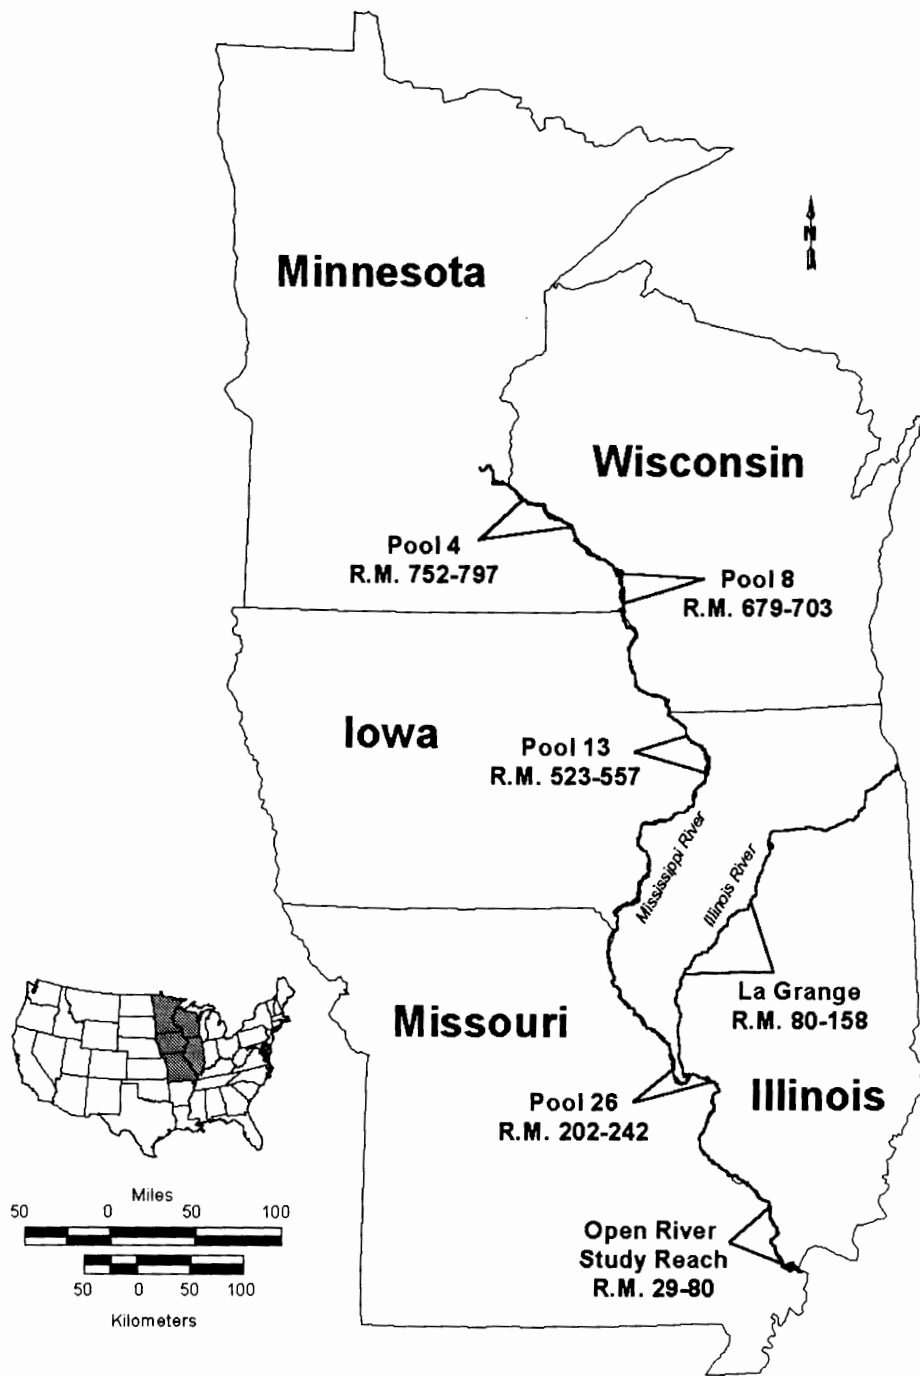 N
Minnesota
Wisconsin
Pool 4
R.M. 752-797
Pool 8
R.M. 679-703
Iowa
Pool 13
R.M. 523-557
Mississippi River
Illinois River
La Grange
R.M. 80-158
Missouri
Illinois
Pool 26
R.M. 202-242
Miles
50 0 50 100
Open River
Study Reach
R.M. 29-80
50 0 50 100
Kilometers